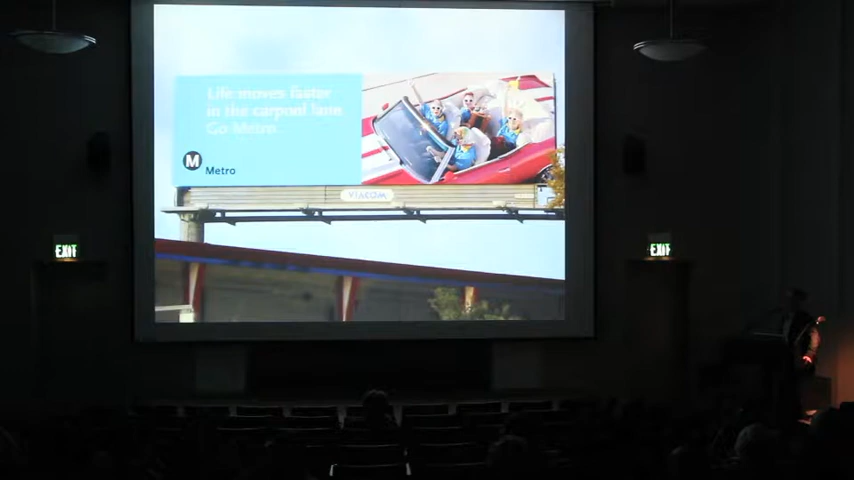 Life moves faster
in the carpool lane.
Go Metro.
M
Metro
VIACOM
EXIT
EXIT